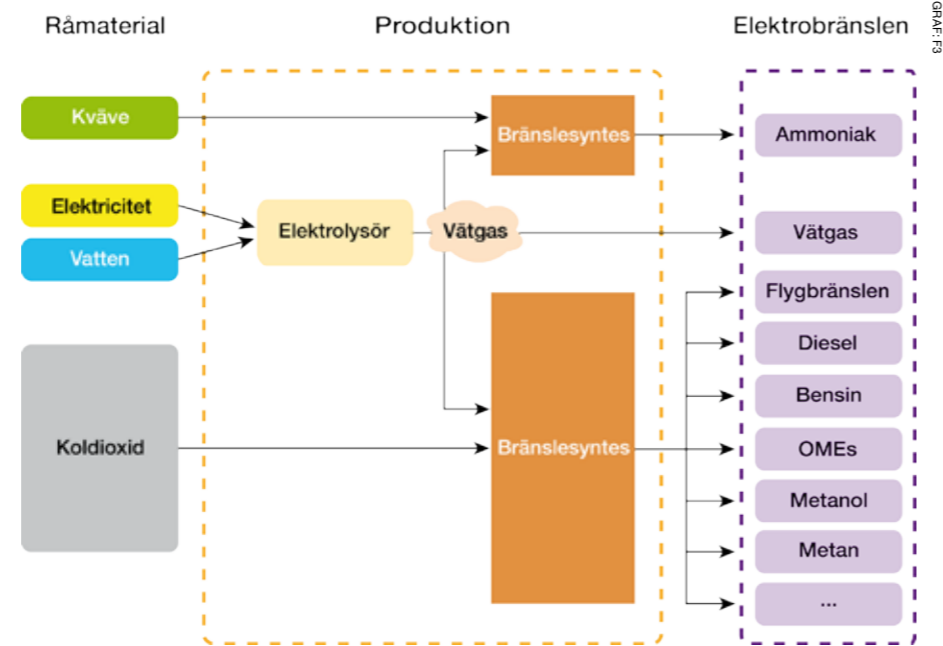 Råmaterial
Produktion
Elektrobränslen
GRAF: F3
Kväve
Bränslesyntes
Ammoniak
Elektricitet
Elektrolysör
Vätgas
Vätgas
Vatten
Flygbränslen
Diesel
Bensin
Koldioxid
Bränslesyntes
OMEs
Metanol
Metan
...